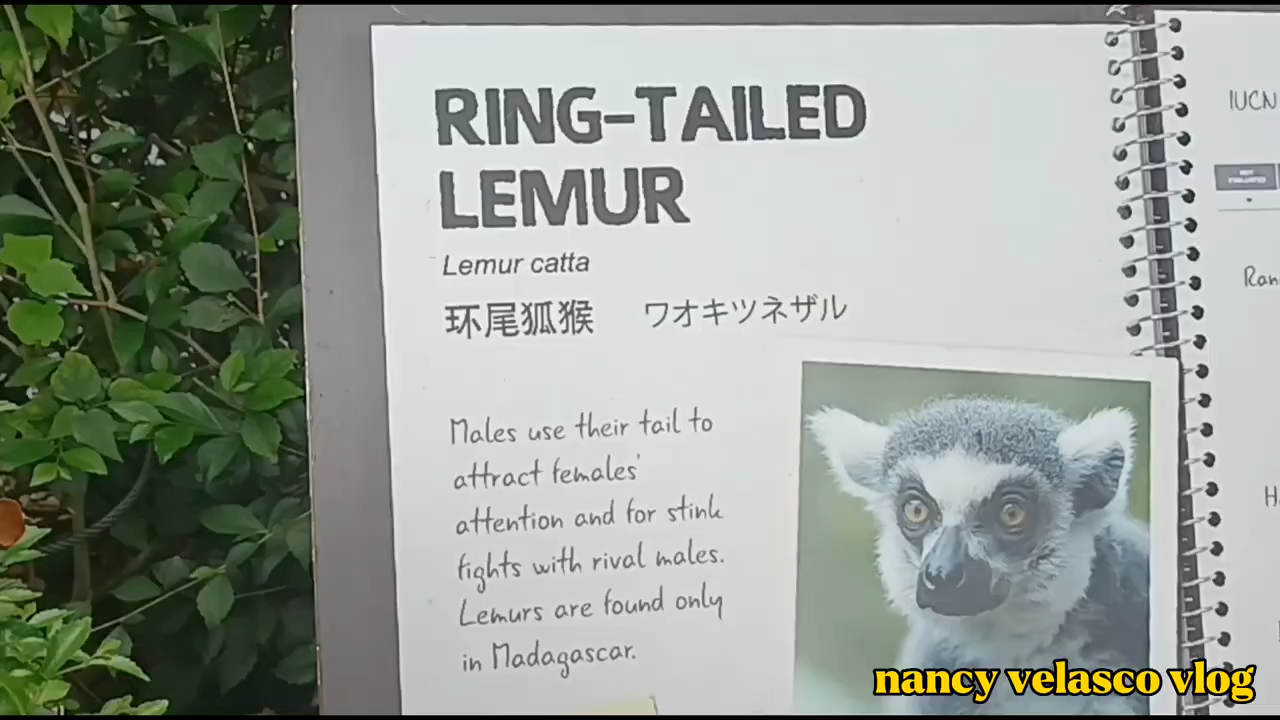 RING-TAILED
LEMUR
Lemur catta
环尾狐猴 ワオキツネザル
Males use their tail to
attract females'
attention and for stink
fights with rival males.
Lemurs are found only
in Madagascar.
IUCN
NOT
EVALUATED
nancy velasco vlog